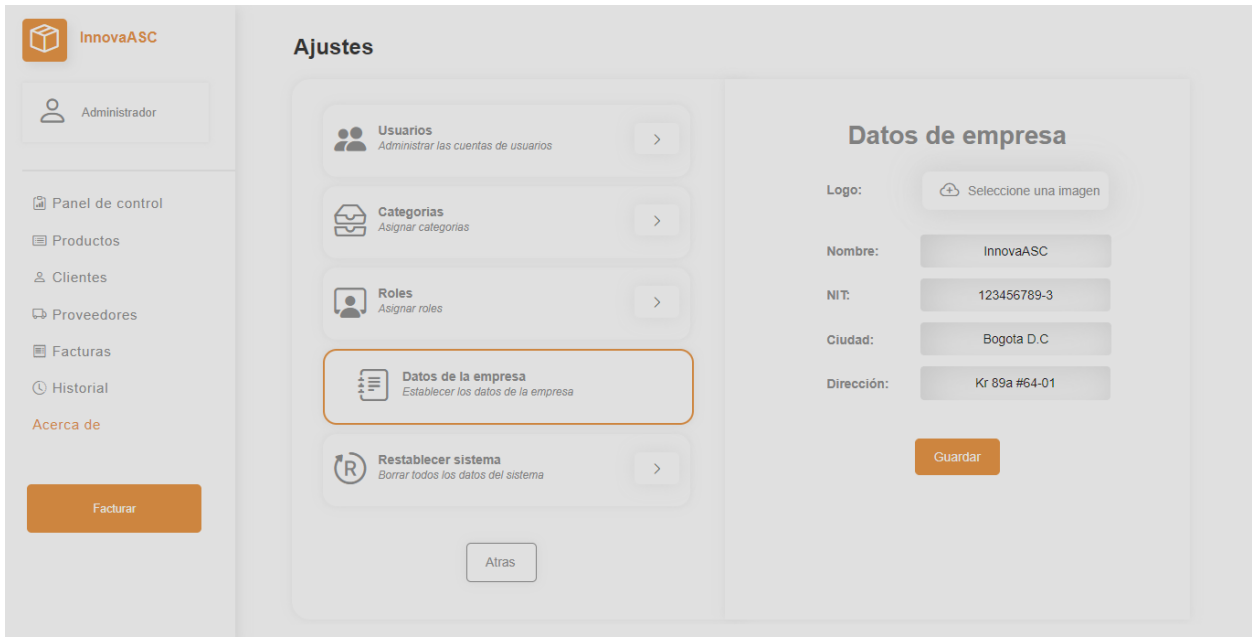 InnovaASC
Administrador
Panel de control
Productos
Clientes
Proveedores
Facturas
Historial
Acerca de
Facturar
Ajustes
Usuarios
Administrar las cuentas de usuarios
Categorias
Asignar categorias
Roles
Asignar roles
Datos de la empresa
Establecer los datos de la empresa
R
Restablecer sistema
Borrar todos los datos del sistema
Atras
Datos de empresa
Logo: Seleccione una imagen
Nombre: InnovaASC
NIT: 123456789-3
Ciudad: Bogota D.C
Dirección: Kr 89a #64-01
Guardar